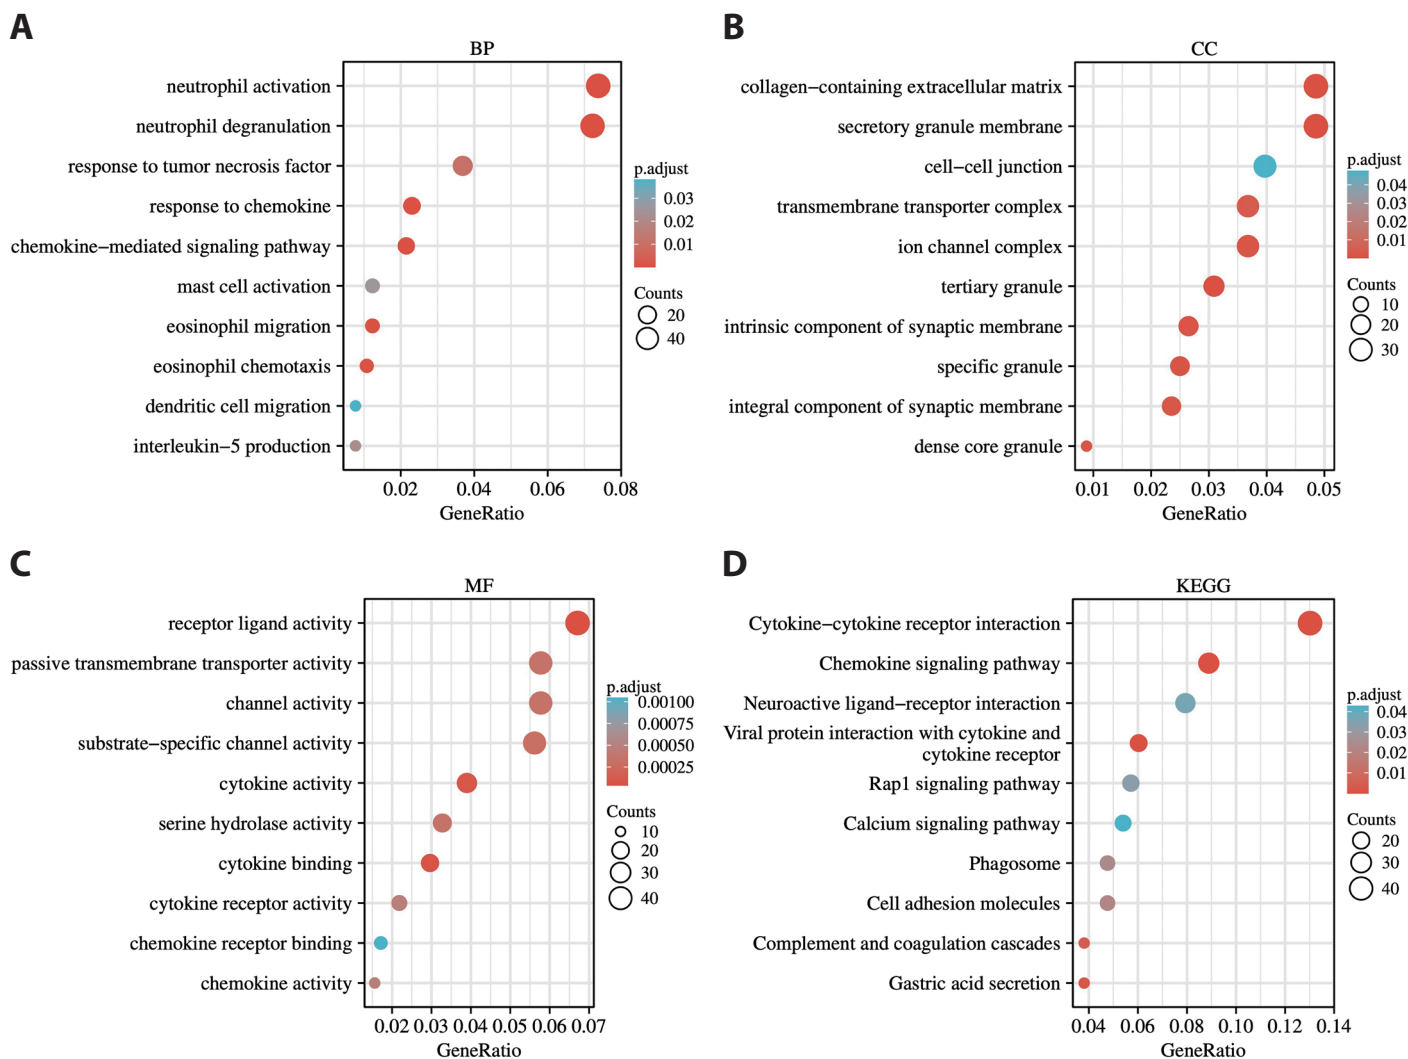 A
BP
neutrophil activation
neutrophil degranulation
response to tumor necrosis factor
response to chemokine
chemokine−mediated signaling pathway
mast cell activation
eosinophil migration
eosinophil chemotaxis
dendritic cell migration
interleukin−5 production
0.02 0.04 0.06 0.08
GeneRatio
p.adjust
0.03
0.02
0.01
Counts
20
40
B
CC
collagen−containing extracellular matrix
secretory granule membrane
cell−cell junction
transmembrane transporter complex
ion channel complex
tertiary granule
intrinsic component of synaptic membrane
specific granule
integral component of synaptic membrane
dense core granule
0.01 0.02 0.03 0.04 0.05
GeneRatio
p.adjust
0.04
0.03
0.02
0.01
Counts
10
20
30
C
MF
receptor ligand activity
passive transmembrane transporter activity
channel activity
substrate−specific channel activity
cytokine activity
serine hydrolase activity
cytokine binding
cytokine receptor activity
chemokine receptor binding
chemokine activity
0.02 0.03 0.04 0.05 0.06 0.07
GeneRatio
p.adjust
0.00100
0.00075
0.00050
0.00025
Counts
10
20
30
40
D
KEGG
Cytokine−cytokine receptor interaction
Chemokine signaling pathway
Neuroactive ligand−receptor interaction
Viral protein interaction with cytokine and
cytokine receptor
Rap1 signaling pathway
Calcium signaling pathway
Phagosome
Cell adhesion molecules
Complement and coagulation cascades
Gastric acid secretion
0.04 0.06 0.08 0.10 0.12 0.14
GeneRatio
p.adjust
0.04
0.03
0.02
0.01
Counts
20
30
40